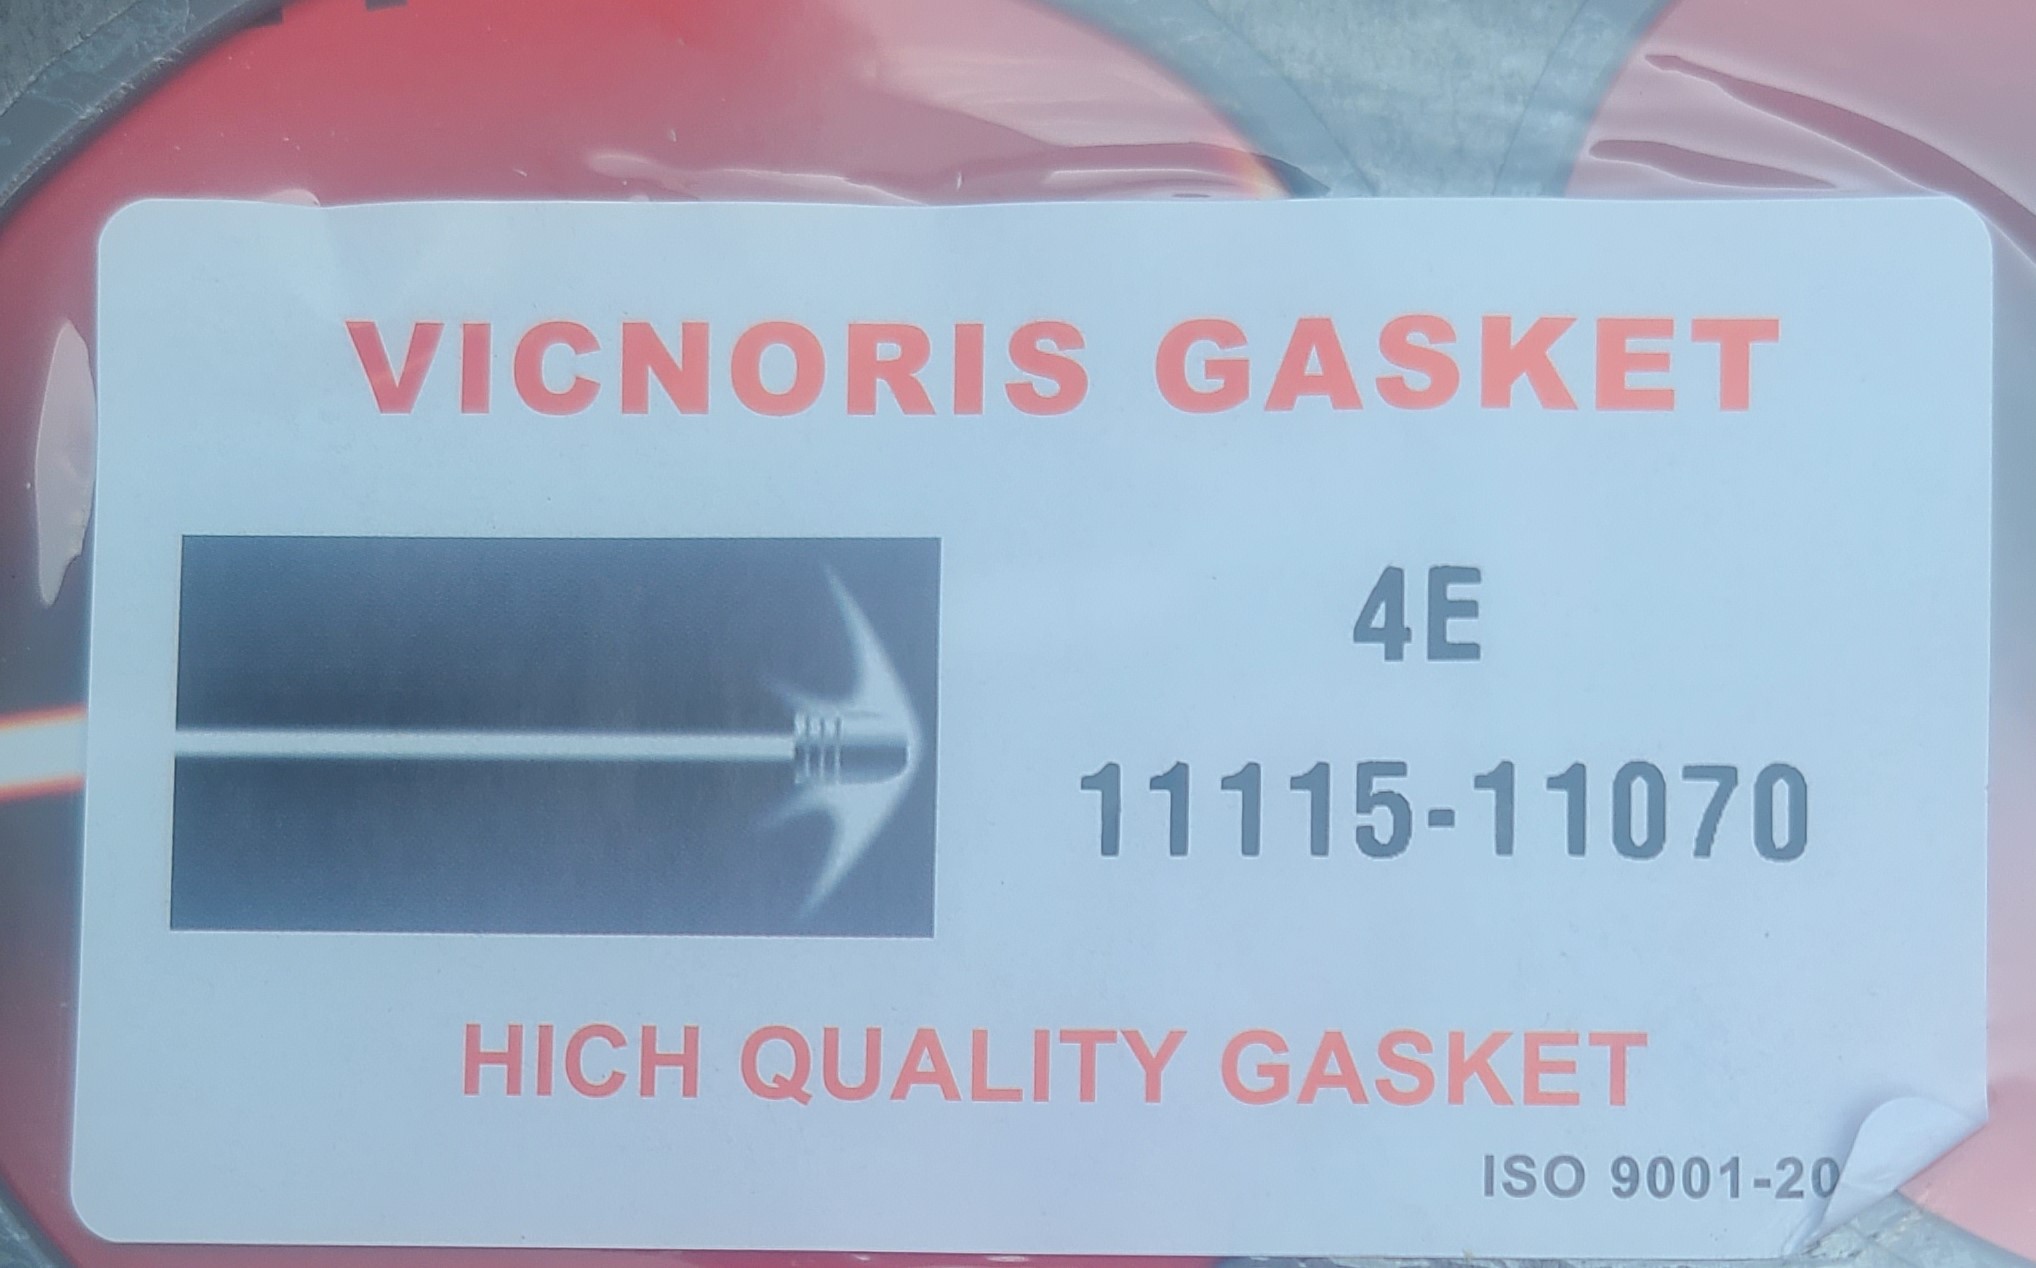 VICNORIS GASKET
4E
11115-11070
HICH QUALITY GASKET
ISO 9001-20